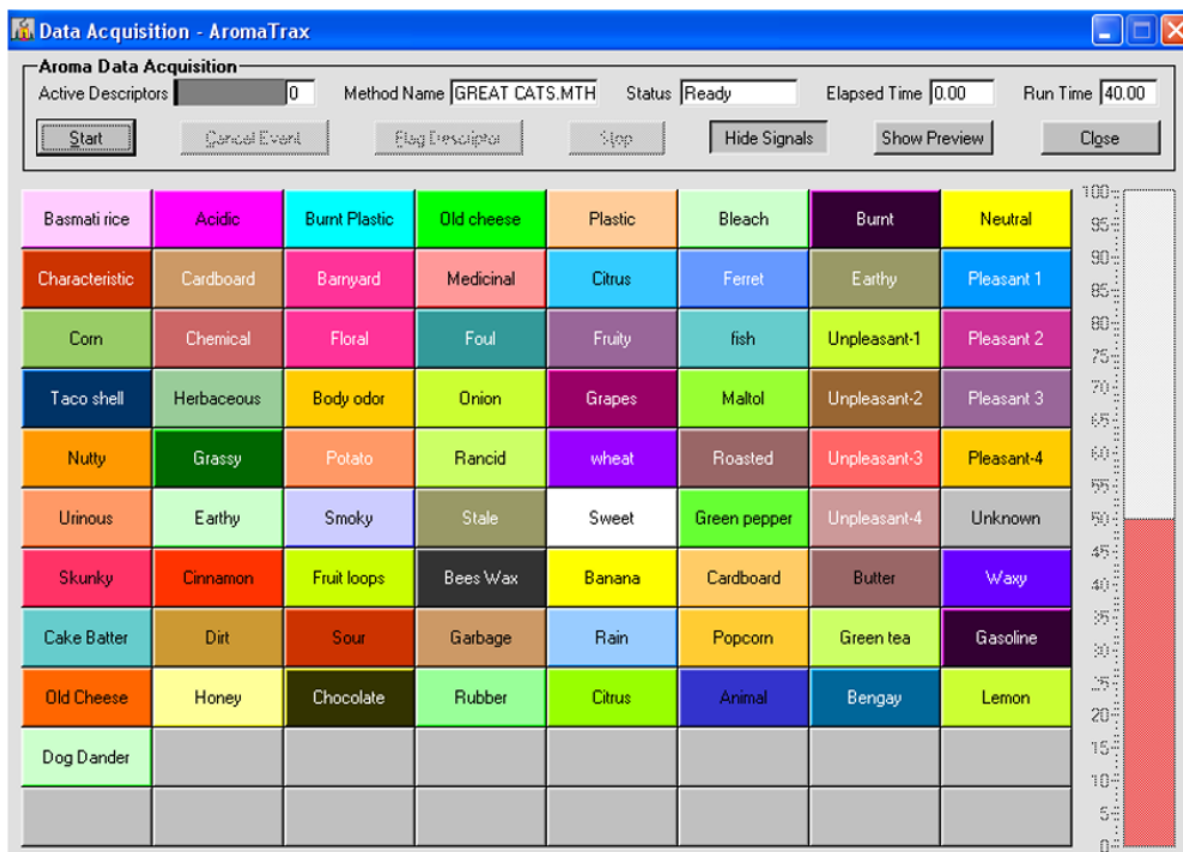 Data Acquisition - AromaTrax
Aroma Data Acquisition
Active Descriptors 0 Method Name GREAT CATS.MTH Status Ready Elapsed Time 0.00 Run Time 40.00
Start Cancel Event Flag Descriptor Stop Hide Signals Show Preview Close
Basmati rice Acidic Burnt Plastic Old cheese Plastic Bleach Burnt Neutral
Characteristic Cardboard Barnyard Medicinal Citrus Ferret Earthy Pleasant 1
Corn Chemical Floral Foul Fruity fish Unpleasant-1 Pleasant 2
Taco shell Herbaceous Body odor Onion Grapes Maltol Unpleasant-2 Pleasant 3
Nutty Grassy Potato Rancid wheat Roasted Unpleasant-3 Pleasant-4
Urinous Earthy Smoky Stale Sweet Green pepper Unpleasant-4 Unknown
Skunky Cinnamon Fruit loops Bees Wax Banana Cardboard Butter Waxy
Cake Batter Dirt Sour Garbage Rain Popcorn Green tea Gasoline
Old Cheese Honey Chocolate Rubber Citrus Animal Bengay Lemon
Dog Dander
100
95
90
85
80
75
70
65
60
55
50
45
40
35
30
25
20
15
10
5
0